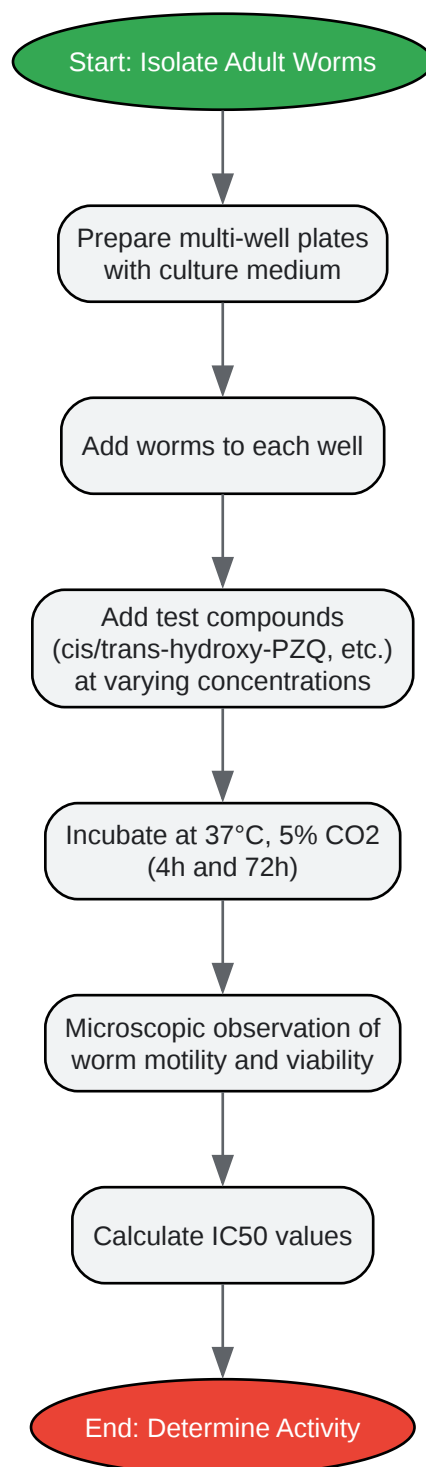 Start: Isolate Adult Worms
Prepare multi-well plates
with culture medium
Add worms to each well
Add test compounds
(cis/trans-hydroxy-PZQ, etc.)
at varying concentrations
Incubate at 37°C, 5% CO2
(4h and 72h)
Microscopic observation of
worm motility and viability
Calculate IC50 values
End: Determine Activity